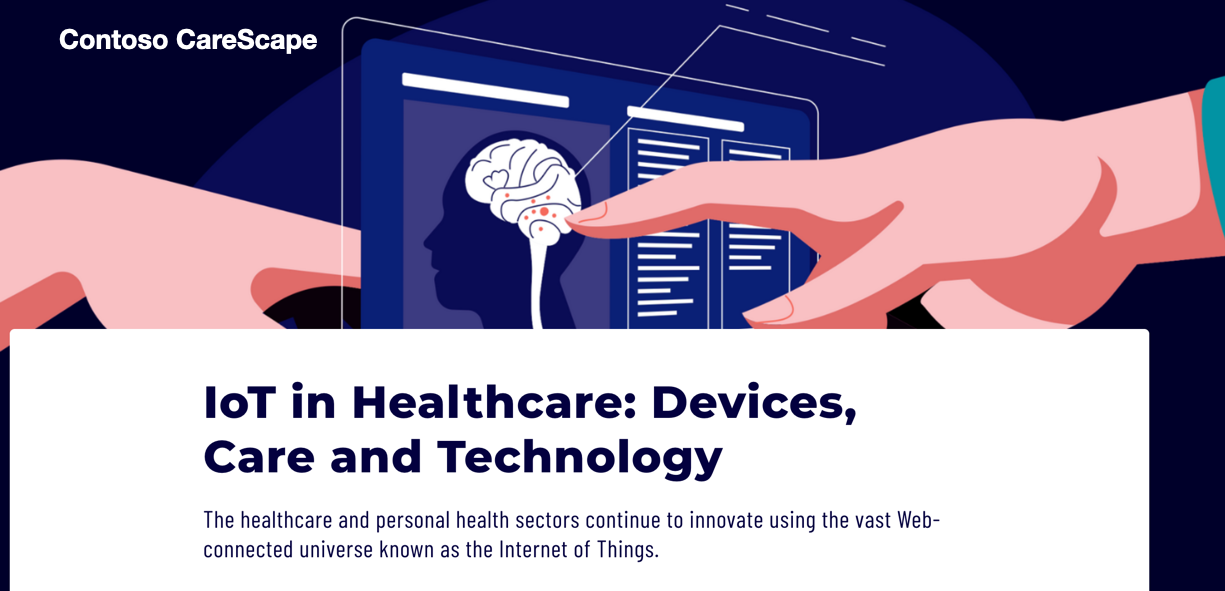 Contoso CareScape
IoT in Healthcare: Devices,
Care and Technology
The healthcare and personal health sectors continue to innovate using the vast Web-
connected universe known as the Internet of Things.